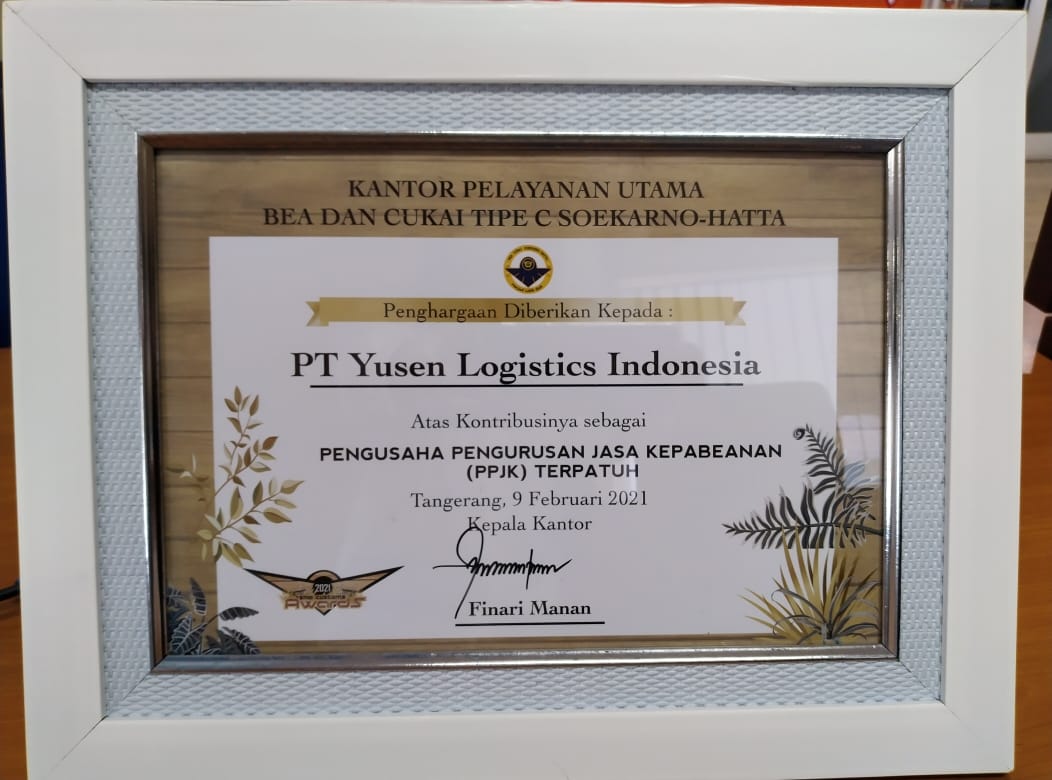 KANTOR PELAYANAN UTAMA
BEA DAN CUKAI TIPE C SOEKARNO-HATTA
Penghargaan Diberikan Kepada :
PT Yusen Logistics Indonesia
Atas Kontribusinya sebagai
PENGUSAHA PENGURUSAN JASA KEPABEANAN
(PPJK) TERPATUH
Tangerang, 9 Februari 2021
Kepala Kantor
Finari Manan
2021
Awards